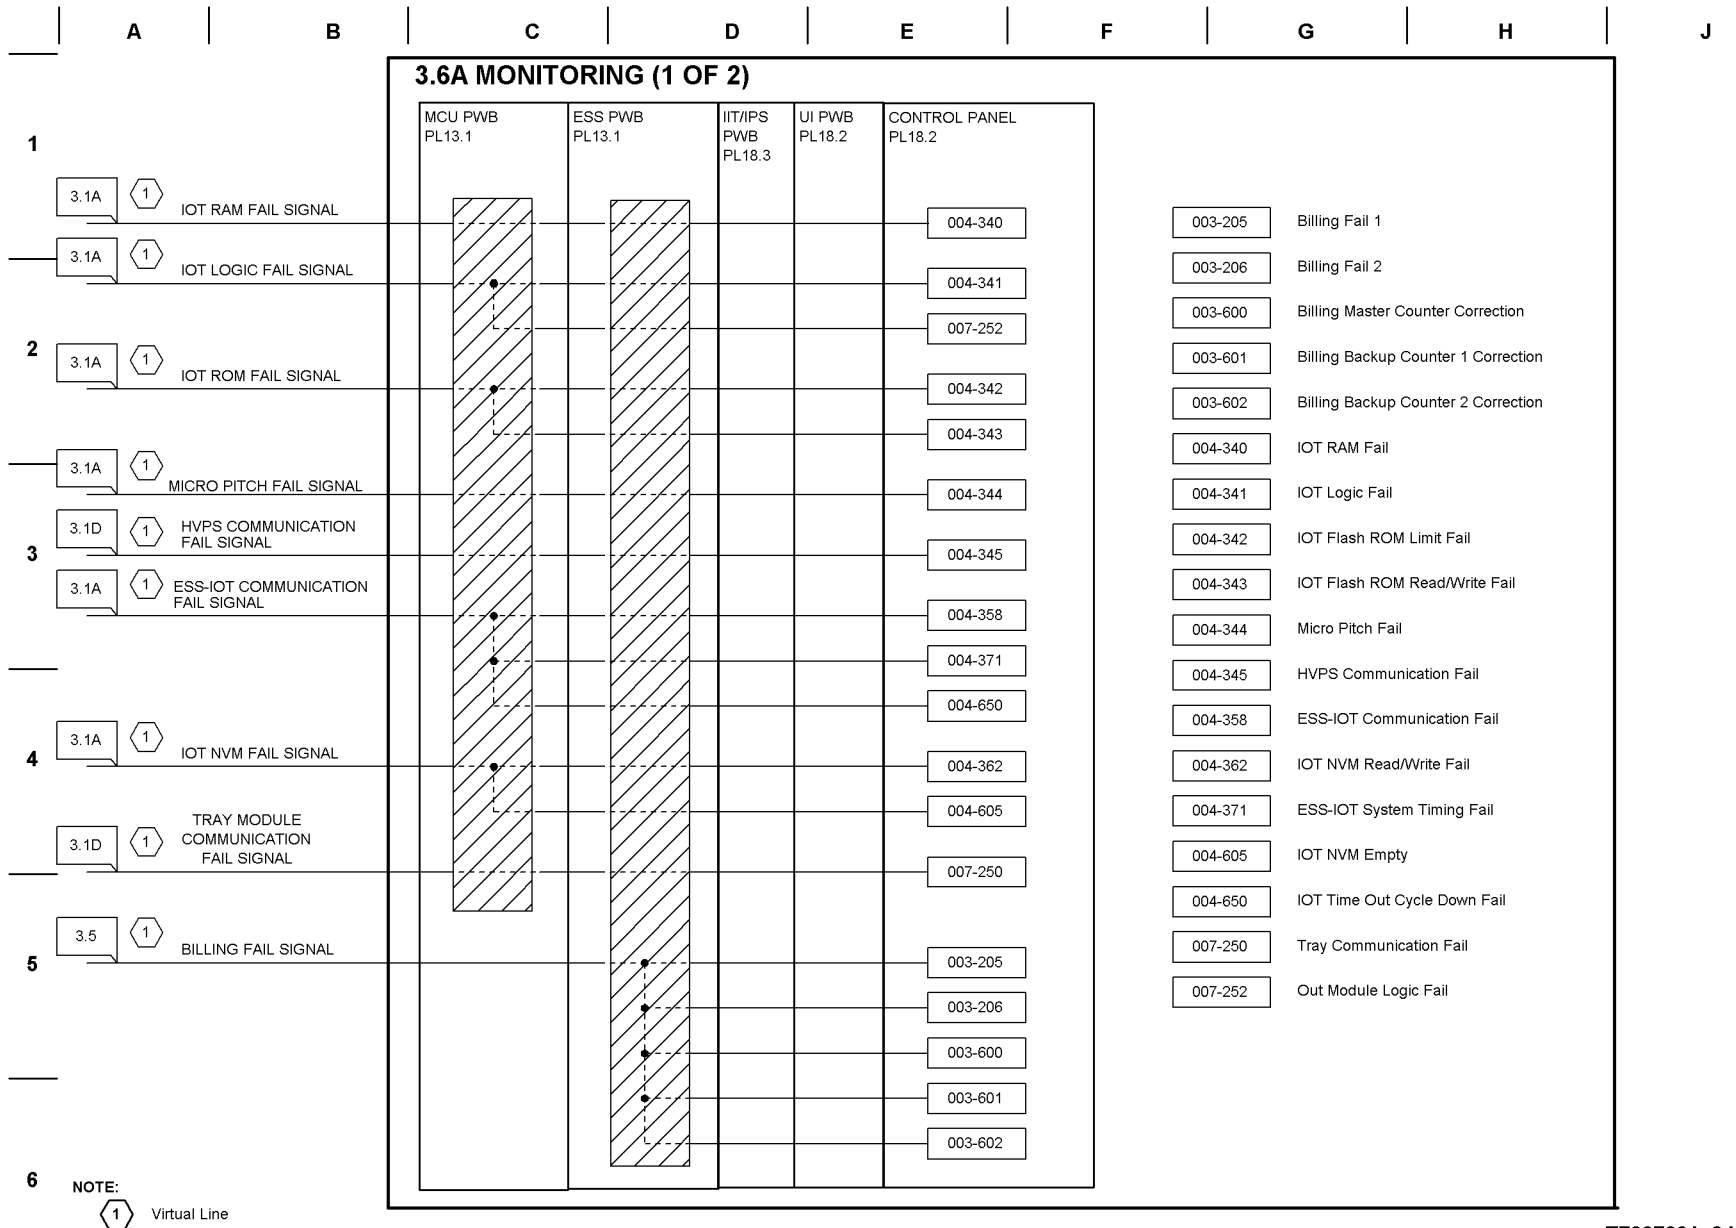 A B C D E F G H J
3.6A MONITORING (1 OF 2)
MCU PWB
PL13.1
ESS PWB
PL13.1
IIT/IPS
PWB
PL18.3
UI PWB
PL18.2
CONTROL PANEL
PL18.2
1
3.1A 1
IOT RAM FAIL SIGNAL
004-340
3.1A 1
IOT LOGIC FAIL SIGNAL
004-341
007-252
2
3.1A 1
IOT ROM FAIL SIGNAL
004-342
004-343
3.1A 1
MICRO PITCH FAIL SIGNAL
004-344
3
3.1D 1
HVPS COMMUNICATION
FAIL SIGNAL
004-345
3.1A 1
ESS-IOT COMMUNICATION
FAIL SIGNAL
004-358
004-371
004-650
4
3.1A 1
IOT NVM FAIL SIGNAL
004-362
004-605
3.1D 1
TRAY MODULE
COMMUNICATION
FAIL SIGNAL
007-250
5
3.5 1
BILLING FAIL SIGNAL
003-205
003-206
003-600
003-601
003-602
6
003-205 Billing Fail 1
003-206 Billing Fail 2
003-600 Billing Master Counter Correction
003-601 Billing Backup Counter 1 Correction
003-602 Billing Backup Counter 2 Correction
004-340 IOT RAM Fail
004-341 IOT Logic Fail
004-342 IOT Flash ROM Limit Fail
004-343 IOT Flash ROM Read/Write Fail
004-344 Micro Pitch Fail
004-345 HVPS Communication Fail
004-358 ESS-IOT Communication Fail
004-362 IOT NVM Read/Write Fail
004-371 ESS-IOT System Timing Fail
004-605 IOT NVM Empty
004-650 IOT Time Out Cycle Down Fail
007-250 Tray Communication Fail
007-252 Out Module Logic Fail
NOTE:
1 Virtual Line